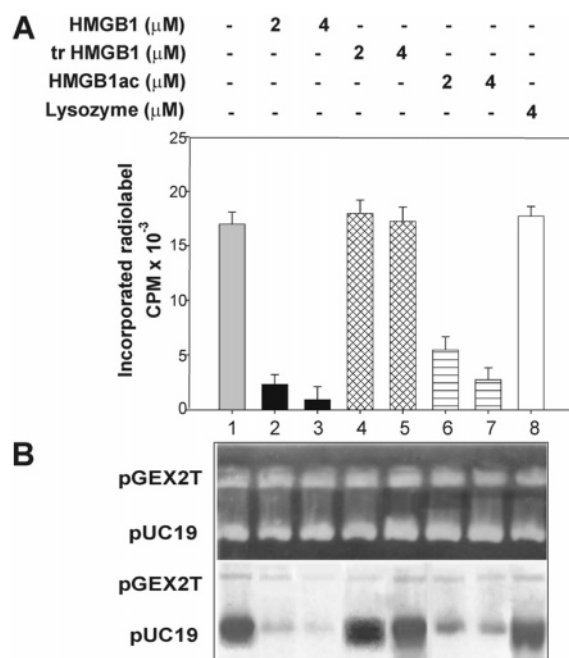 A
HMGB1 (μM) - 2 4 - - - - -
tr HMGB1 (μM) - - - 2 4 - - -
HMGB1ac (μM) - - - - - 2 4 -
Lysozyme (μM) - - - - - - - 4
Incorporated radiolabel
CPM x 10⁻³
25
20
15
10
5
0
1 2 3 4 5 6 7 8
B
pGEX2T
pUC19
pGEX2T
pUC19